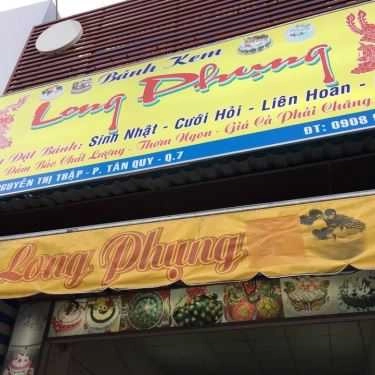 Bánh Kem
Long Phụng
Đặt Bánh: Sinh Nhật - Cưới Hỏi - Liên Hoan -
Đảm Bảo Chất Lượng - Thơm Ngon - Giá Cả Phải Chăng
NGUYỄN THỊ THẬP - P. TÂN QUY - Q.7
ĐT: 0908
Long Phụng